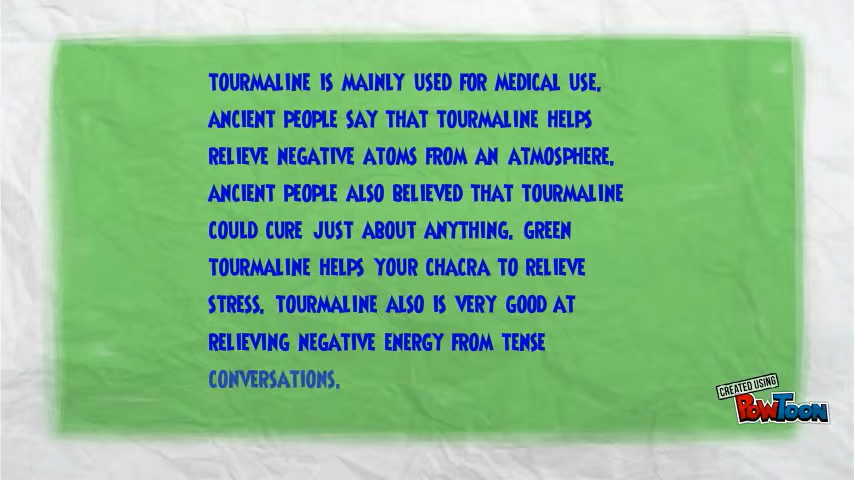 TOURMALINE IS MAINLY USED FOR MEDICAL USE.
ANCIENT PEOPLE SAY THAT TOURMALINE HELPS
RELIEVE NEGATIVE ATOMS FROM AN ATMOSPHERE.
ANCIENT PEOPLE ALSO BELIEVED THAT TOURMALINE
COULD CURE JUST ABOUT ANYTHING. GREEN
TOURMALINE HELPS YOUR CHACRA TO RELIEVE
STRESS. TOURMALINE ALSO IS VERY GOOD AT
RELIEVING NEGATIVE ENERGY FROM TENSE
CONVERSATIONS.
CREATED USING
POWTOON